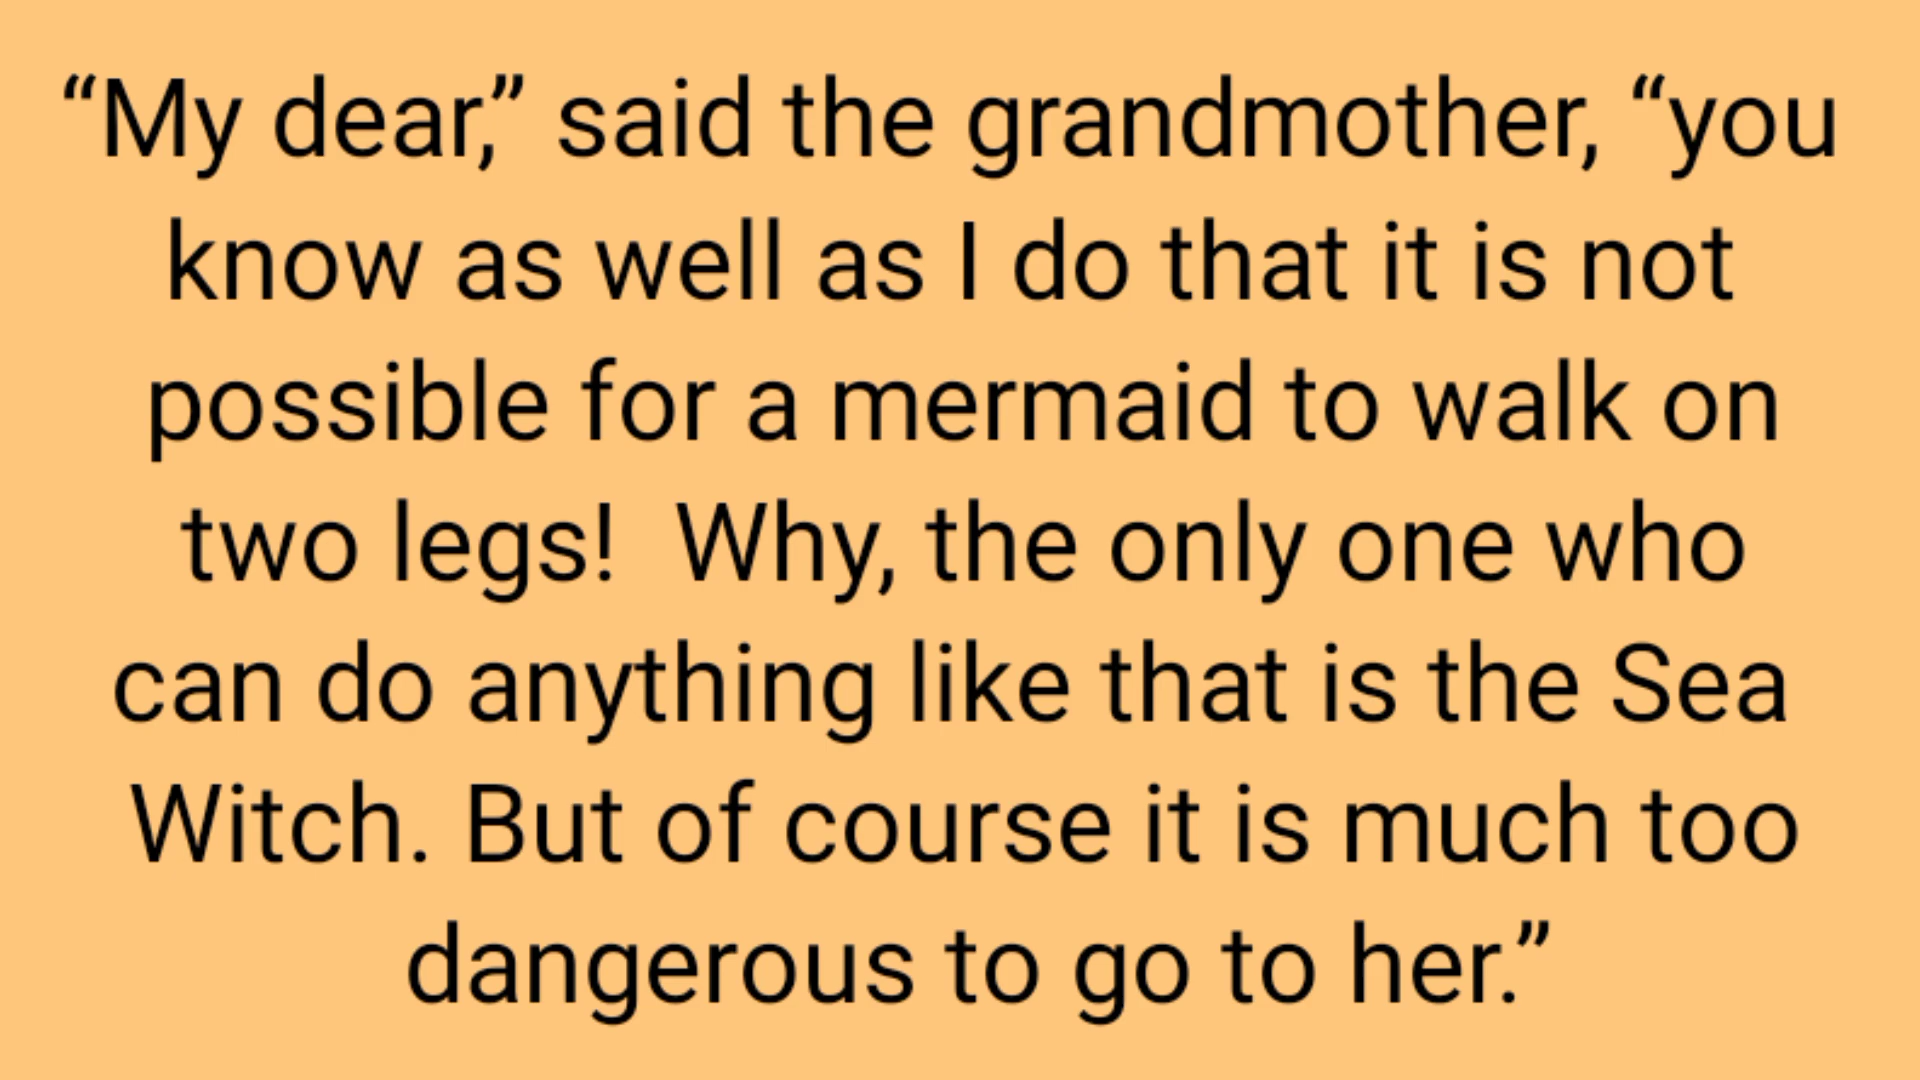 “My dear,” said the grandmother, “you
know as well as I do that it is not
possible for a mermaid to walk on
two legs!  Why, the only one who
can do anything like that is the Sea
Witch. But of course it is much too
dangerous to go to her.”